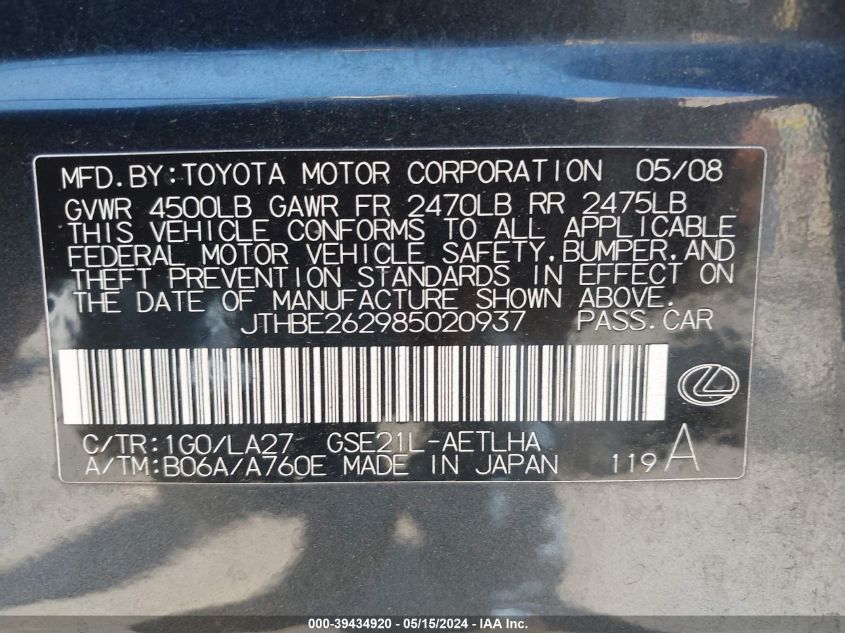 MFD.BY:TOYOTA MOTOR CORPORATION 05/08
GVWR 4500LB GAWR FR 2470LB RR 2475LB
THIS VEHICLE CONFORMS TO ALL APPLICABLE
FEDERAL MOTOR VEHICLE SAFETY,BUMPER,AND
THEFT PREVENTION STANDARDS IN EFFECT ON
THE DATE OF MANUFACTURE SHOWN ABOVE.
JTHBE262985020937 PASS.CAR
C/TR:1G0/LA27 GSE21L-AETLHA
A/TM:B06A/A760E MADE IN JAPAN 119A
000-39434920 - 05/15/2024 - IAA Inc.